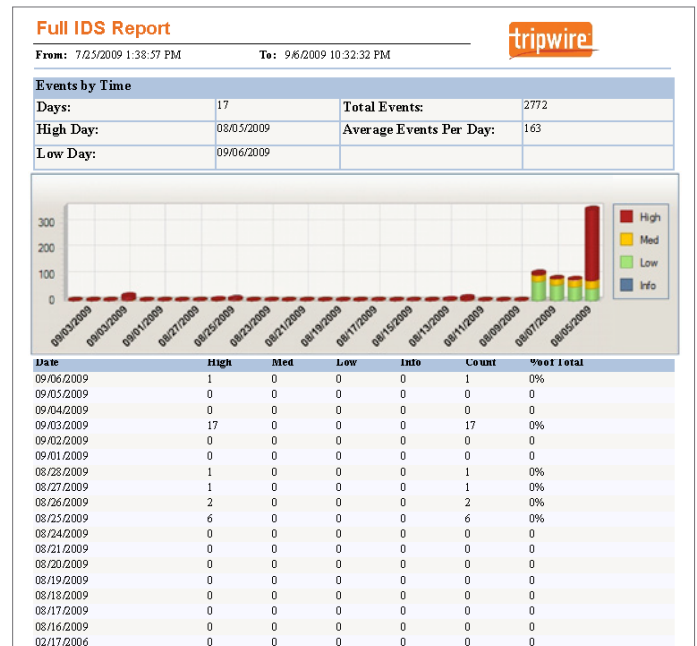 Full IDS Report
tripwire
From: 7/25/2009 1:38:57 PM To: 9/6/2009 10:32:32 PM
Events by Time
Days: 17 Total Events: 2772
High Day: 08/05/2009 Average Events Per Day: 163
Low Day: 09/06/2009
300
200
100
0
High
Med
Low
Info
09/03/2009 09/03/2009 09/01/2009 08/27/2009 08/25/2009 08/23/2009 08/21/2009 08/19/2009 08/17/2009 08/15/2009 08/13/2009 08/11/2009 08/09/2009 08/07/2009 08/05/2009
Date High Med Low Info Count %of Total
09/06/2009 1 0 0 0 1 0%
09/05/2009 0 0 0 0 0 0
09/04/2009 0 0 0 0 0 0
09/03/2009 17 0 0 0 17 0%
09/02/2009 0 0 0 0 0 0
09/01/2009 0 0 0 0 0 0
08/28/2009 1 0 0 0 1 0%
08/27/2009 1 0 0 0 1 0%
08/26/2009 2 0 0 0 2 0%
08/25/2009 6 0 0 0 6 0%
08/24/2009 0 0 0 0 0 0
08/21/2009 0 0 0 0 0 0
08/20/2009 0 0 0 0 0 0
08/19/2009 0 0 0 0 0 0
08/18/2009 0 0 0 0 0 0
08/17/2009 0 0 0 0 0 0
08/16/2009 0 0 0 0 0 0
02/17/2006 0 0 0 0 0 0